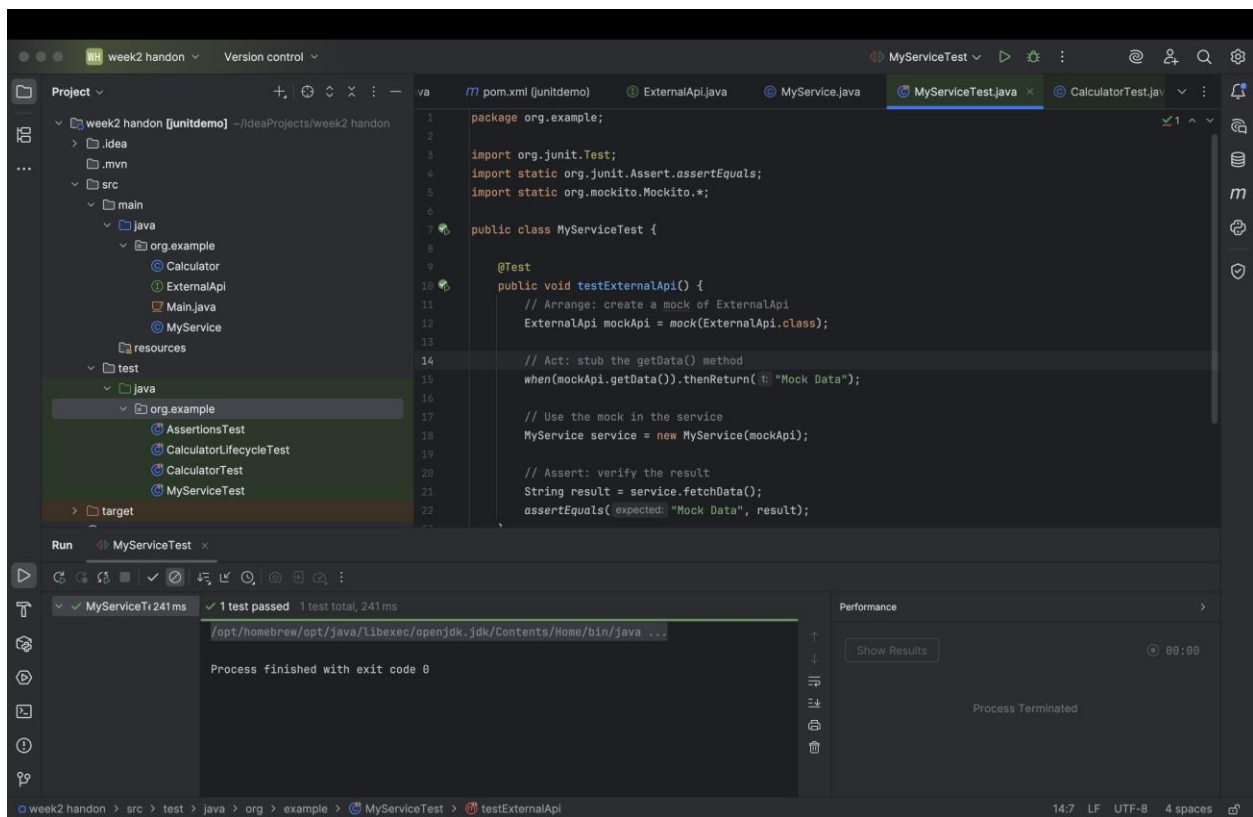 WH week2 handon Version control MyServiceTest
Project va pom.xml (junitdemo) ExternalApi.java MyService.java MyServiceTest.java CalculatorTest.jav
week2 handon [junitdemo] ~/IdeaProjects/week2 handon
.idea
.mvn
src
main
java
org.example
Calculator
ExternalApi
Main.java
MyService
resources
test
java
org.example
AssertionsTest
CalculatorLifecycleTest
CalculatorTest
MyServiceTest
target
1 package org.example; 1
2
3 import org.junit.Test;
4 import static org.junit.Assert.assertEquals;
5 import static org.mockito.Mockito.*;
6
7 public class MyServiceTest {
8
9 @Test
10 public void testExternalApi() {
11 // Arrange: create a mock of ExternalApi
12 ExternalApi mockApi = mock(ExternalApi.class);
13
14 // Act: stub the getData() method
15 when(mockApi.getData()).thenReturn( t: "Mock Data");
16
17 // Use the mock in the service
18 MyService service = new MyService(mockApi);
19
20 // Assert: verify the result
21 String result = service.fetchData();
22 assertEquals( expected: "Mock Data", result);
Run MyServiceTest
MyServiceTe 241 ms 1 test passed 1 test total, 241 ms
/opt/homebrew/opt/java/libexec/openjdk.jdk/Contents/Home/bin/java ...
Process finished with exit code 0
Performance
Show Results 00:00
Process Terminated
week2 handon > src > test > java > org > example > MyServiceTest > testExternalApi 14:7 LF UTF-8 4 spaces